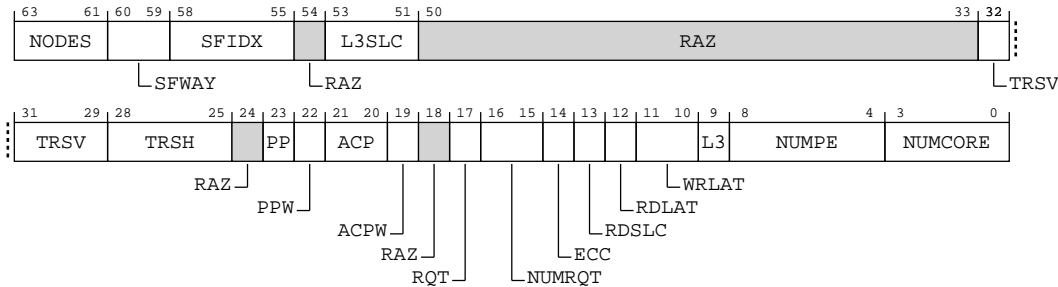 63 61 60 59 58 55 54 53 51 50 33 32
NODES SFIDX L3SLC RAZ
SFWAY RAZ TRSV
31 29 28 25 24 23 22 21 20 19 18 17 16 15 14 13 12 11 10 9 8 4 3 0
TRSV TRSH PP ACP L3 NUMPE NUMCORE
RAZ WRLAT
PPW RDLAT
ACPW RDSLC
RAZ ECC
RQT NUMRQT